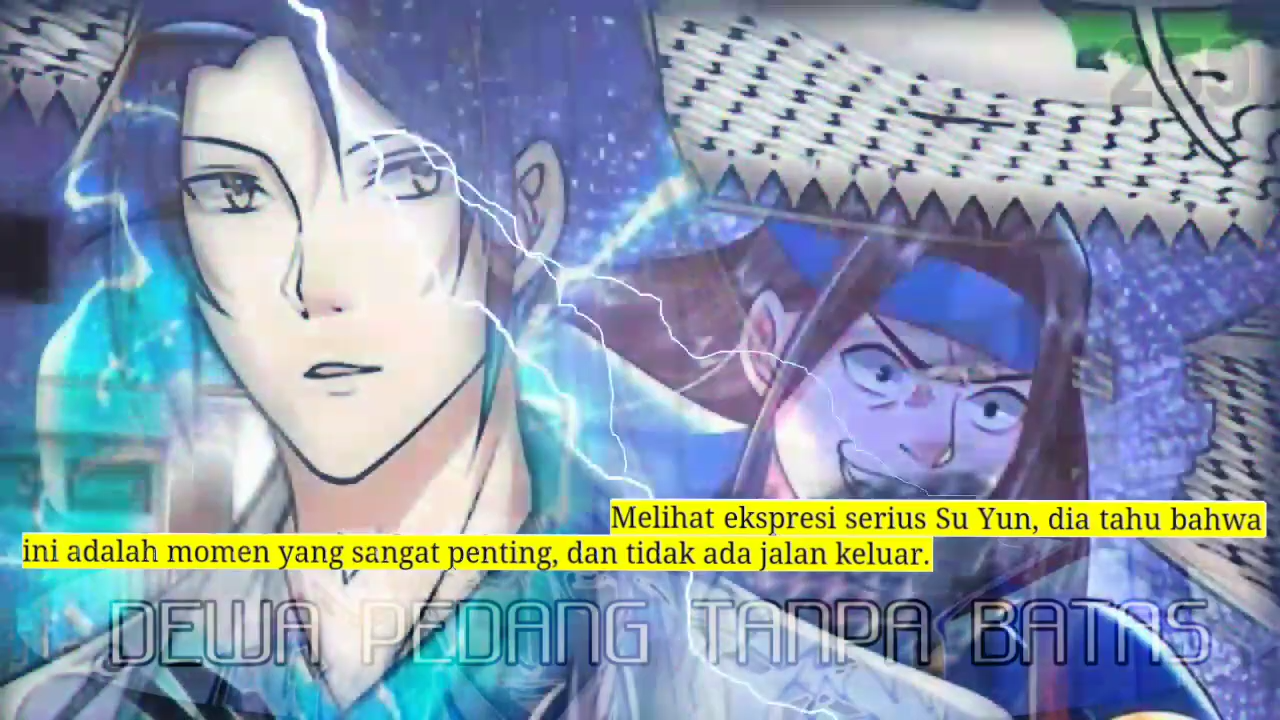 259
Melihat ekspresi serius Su Yun, dia tahu bahwa
ini adalah momen yang sangat penting, dan tidak ada jalan keluar.
DEWA PEDANG TANPA BATAS